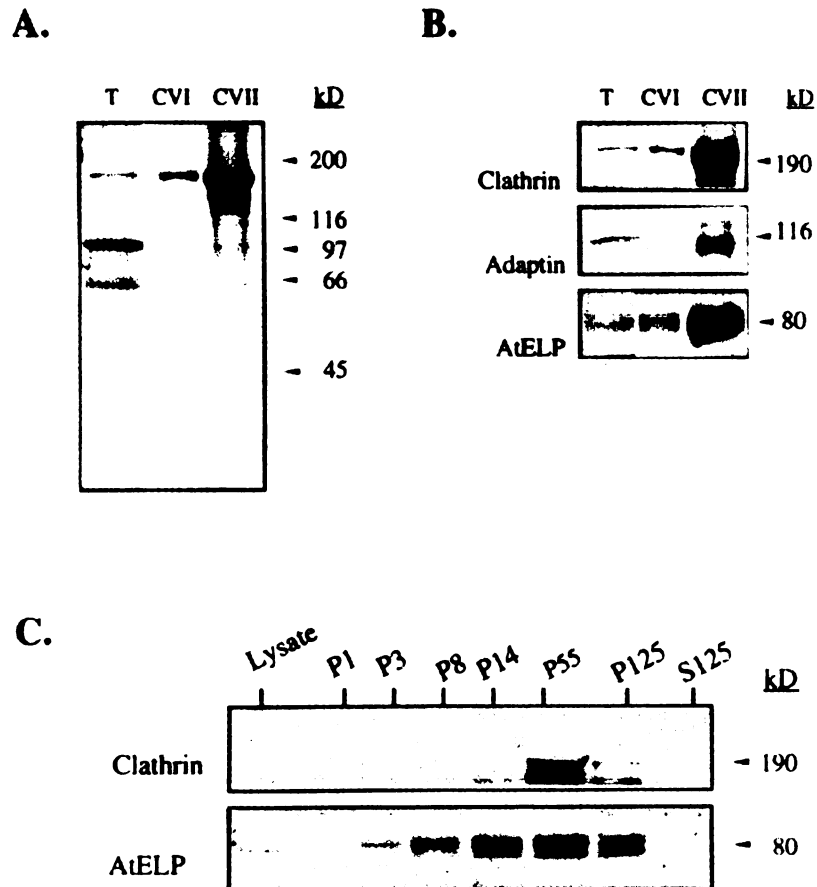 A.
T CVI CVII kD
200
116
97
66
45
B.
T CVI CVII kD
Clathrin 190
Adaptin 116
AtELP 80
C.
Lysate P1 P3 P8 P14 P55 P125 S125 kD
Clathrin 190
AtELP 80